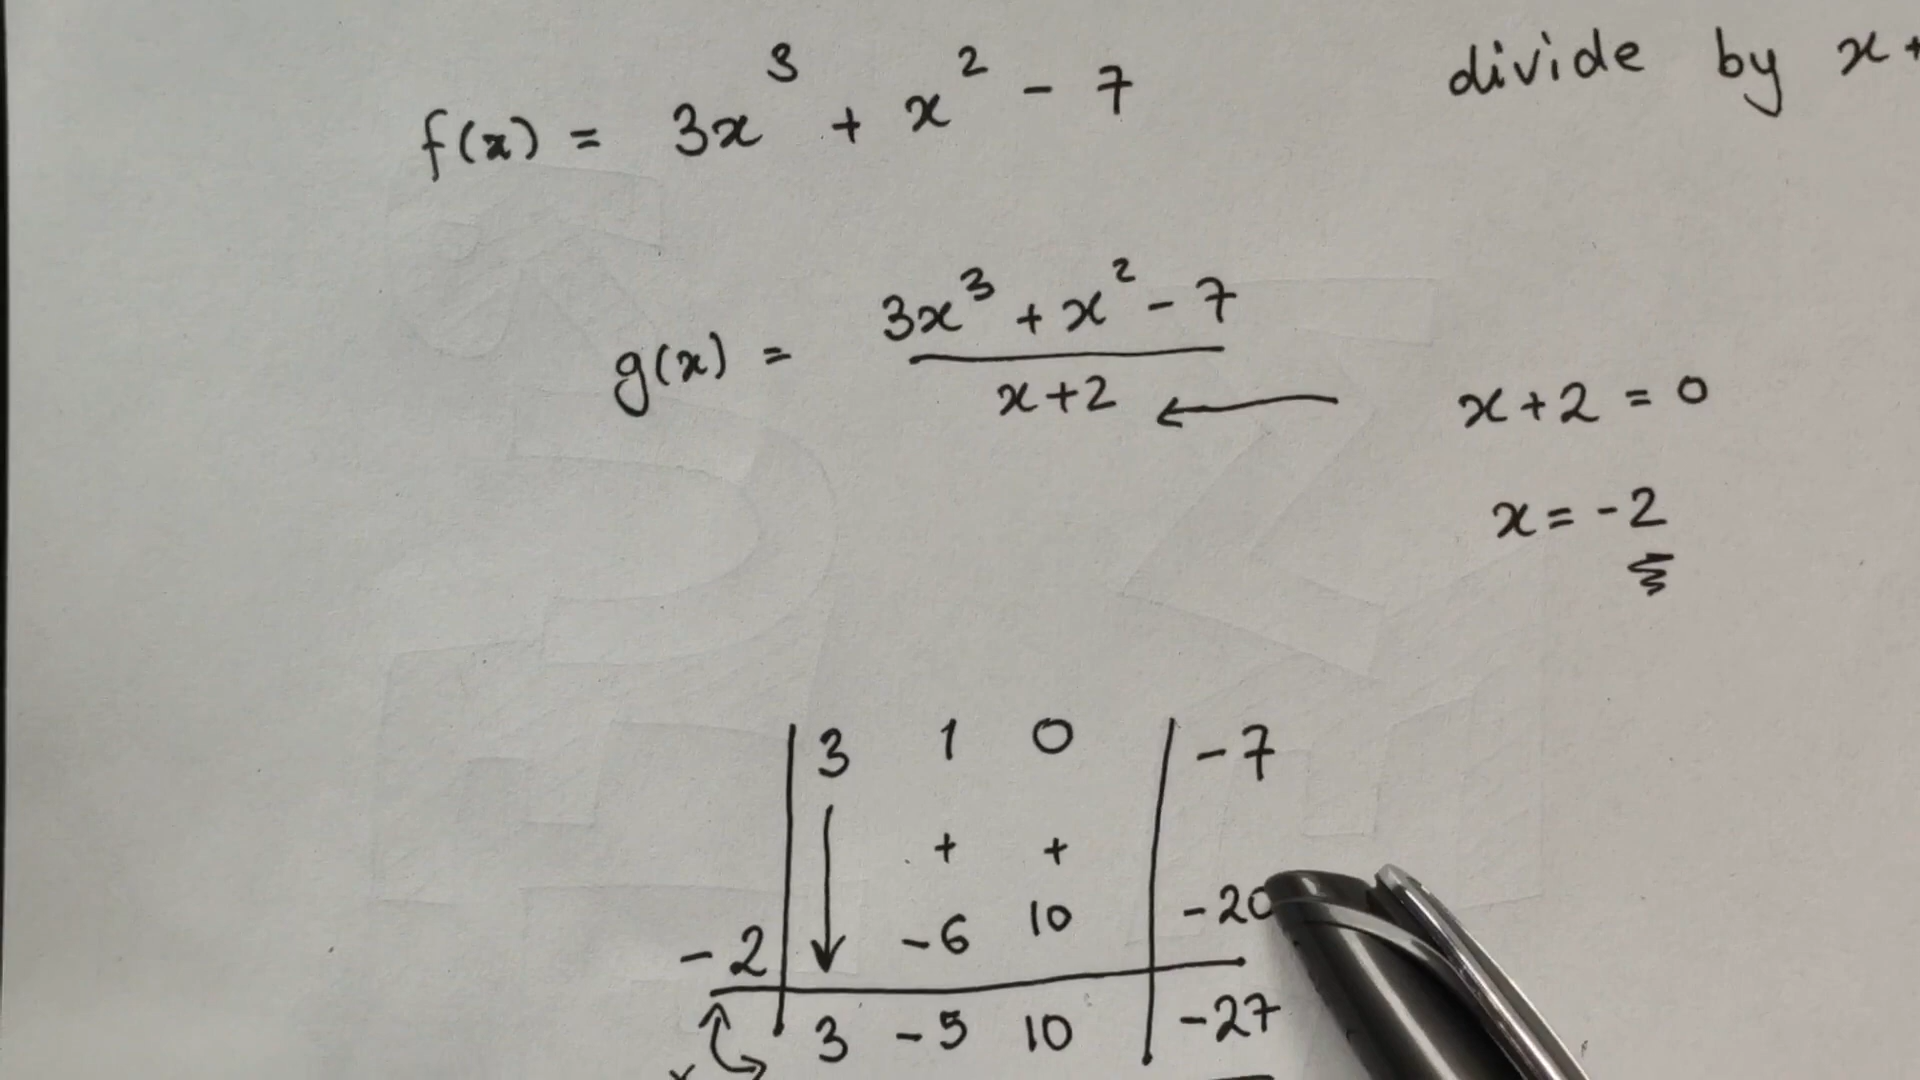 f(x) = 3x³ + x² - 7 divide by x +
g(x) = 3x³ + x² - 7
x+2 ← x+2 = 0
x = -2
3 1 0 -7
+ +
-2 -6 10 -20
3 -5 10 -27
x